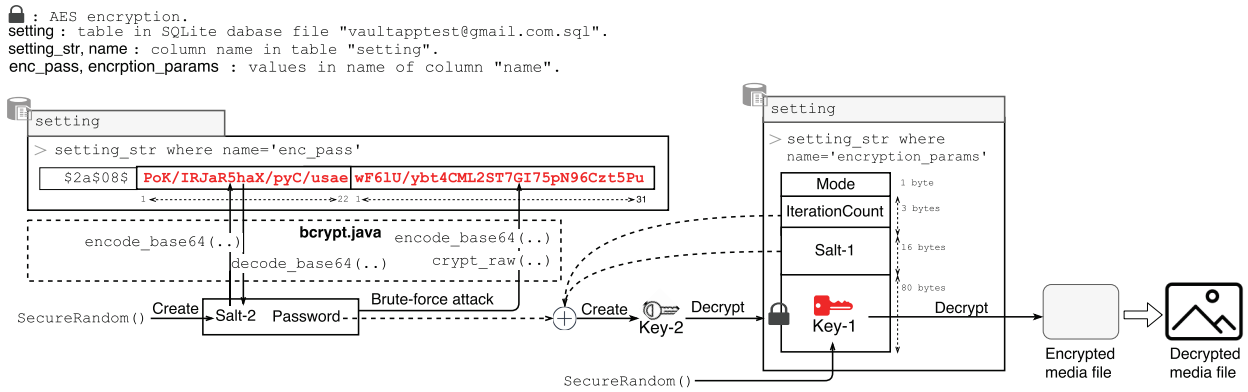 : AES encryption.
setting : table in SQLite dabase file "vaultapptest@gmail.com.sql".
setting_str, name : column name in table "setting".
enc_pass, encrption_params : values in name of column "name".
setting
> setting_str where name='enc_pass'
$2a$08$ PoK/IRJaR5haX/pyC/usae wF6lU/ybt4CML2ST7GI75pN96Czt5Pu
1 22 1 31
bcrypt.java
encode_base64(..)
decode_base64(..)
encode_base64(..)
crypt_raw(..)
SecureRandom()
Create
Salt-2 Password
Brute-force attack
Create
Key-2
Decrypt
setting
> setting_str where
name='encryption_params'
Mode
1 byte
IterationCount
3 bytes
Salt-1
16 bytes
80 bytes
Key-1
Decrypt
SecureRandom()
Encrypted
media file
Decrypted
media file